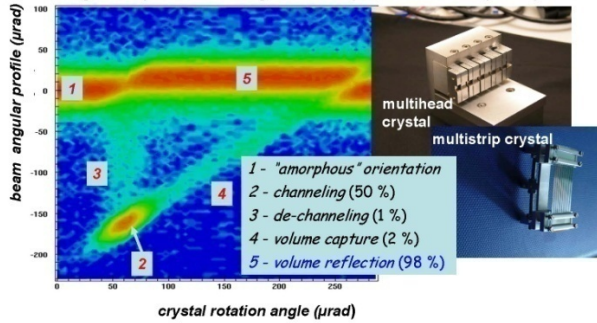 beam angular profile (µrad)
100
50
0
-50
-100
-150
-200
1
5
3
4
2
multihead
crystal
multistrip crystal
1 - "amorphous" orientation
2 - channeling (50 %)
3 - de-channeling (1 %)
4 - volume capture (2 %)
5 - volume reflection (98 %)
0
50
100
150
200
250
crystal rotation angle (µrad)